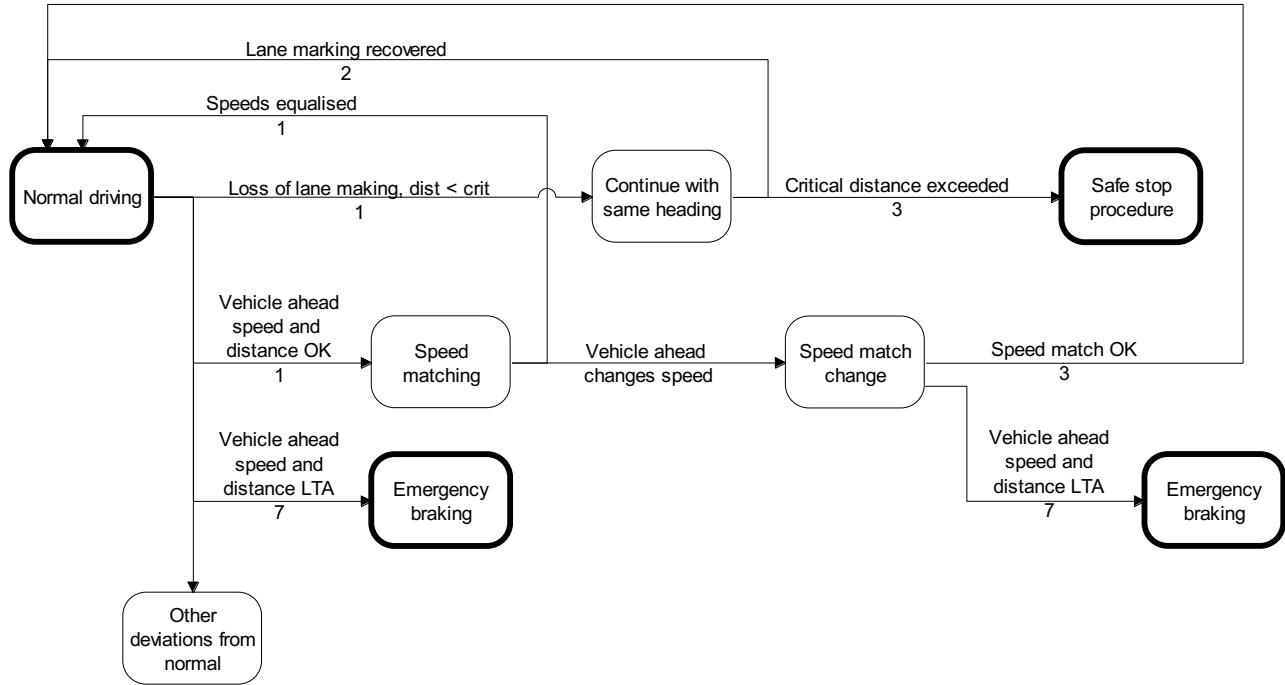 Lane marking recovered
2
Speeds equalised
1
Normal driving
Loss of lane making, dist < crit
1
Continue with
same heading
Critical distance exceeded
3
Safe stop
procedure
Vehicle ahead
speed and
distance OK
1
Speed
matching
Vehicle ahead
changes speed
Speed match
change
Speed match OK
3
Vehicle ahead
speed and
distance LTA
7
Emergency
braking
Vehicle ahead
speed and
distance LTA
7
Emergency
braking
Other
deviations from
normal